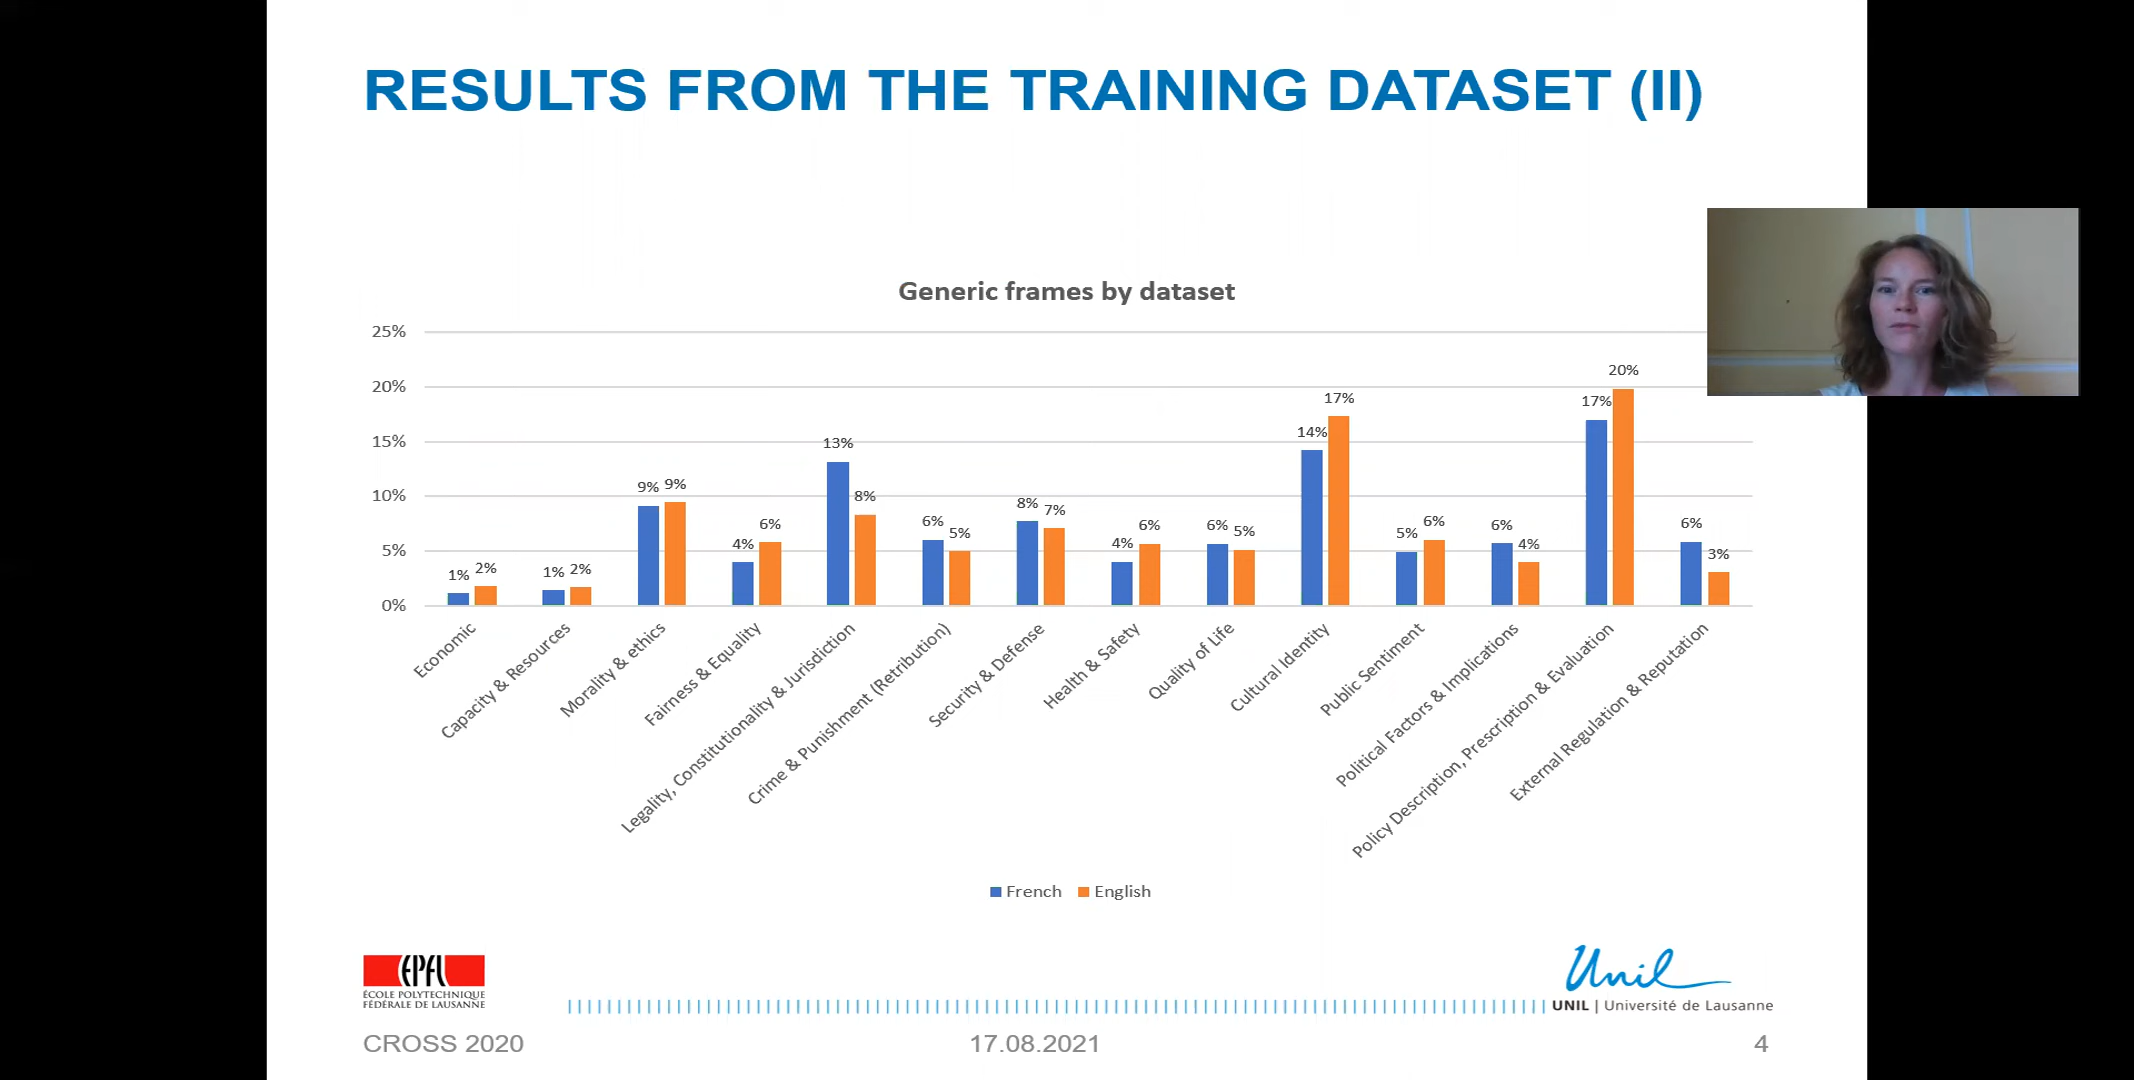 RESULTS FROM THE TRAINING DATASET (II)
Generic frames by dataset
25%
20%
15%
10%
5%
0%
1% 2%
1% 2%
9% 9%
4% 6%
13% 8%
6% 5%
8% 7%
4% 6%
6% 5%
14% 17%
5% 6%
6% 4%
17% 20%
6% 3%
Economic
Capacity & Resources
Morality & ethics
Fairness & Equality
Legality, Constitutionality & Jurisdiction
Crime & Punishment (Retribution)
Security & Defense
Health & Safety
Quality of Life
Cultural Identity
Public Sentiment
Political Factors & Implications
Policy Description, Prescription & Evaluation
External Regulation & Reputation
French English
EPFL
ÉCOLE POLYTECHNIQUE
FÉDÉRALE DE LAUSANNE
Unil
UNIL | Université de Lausanne
CROSS 2020 17.08.2021 4